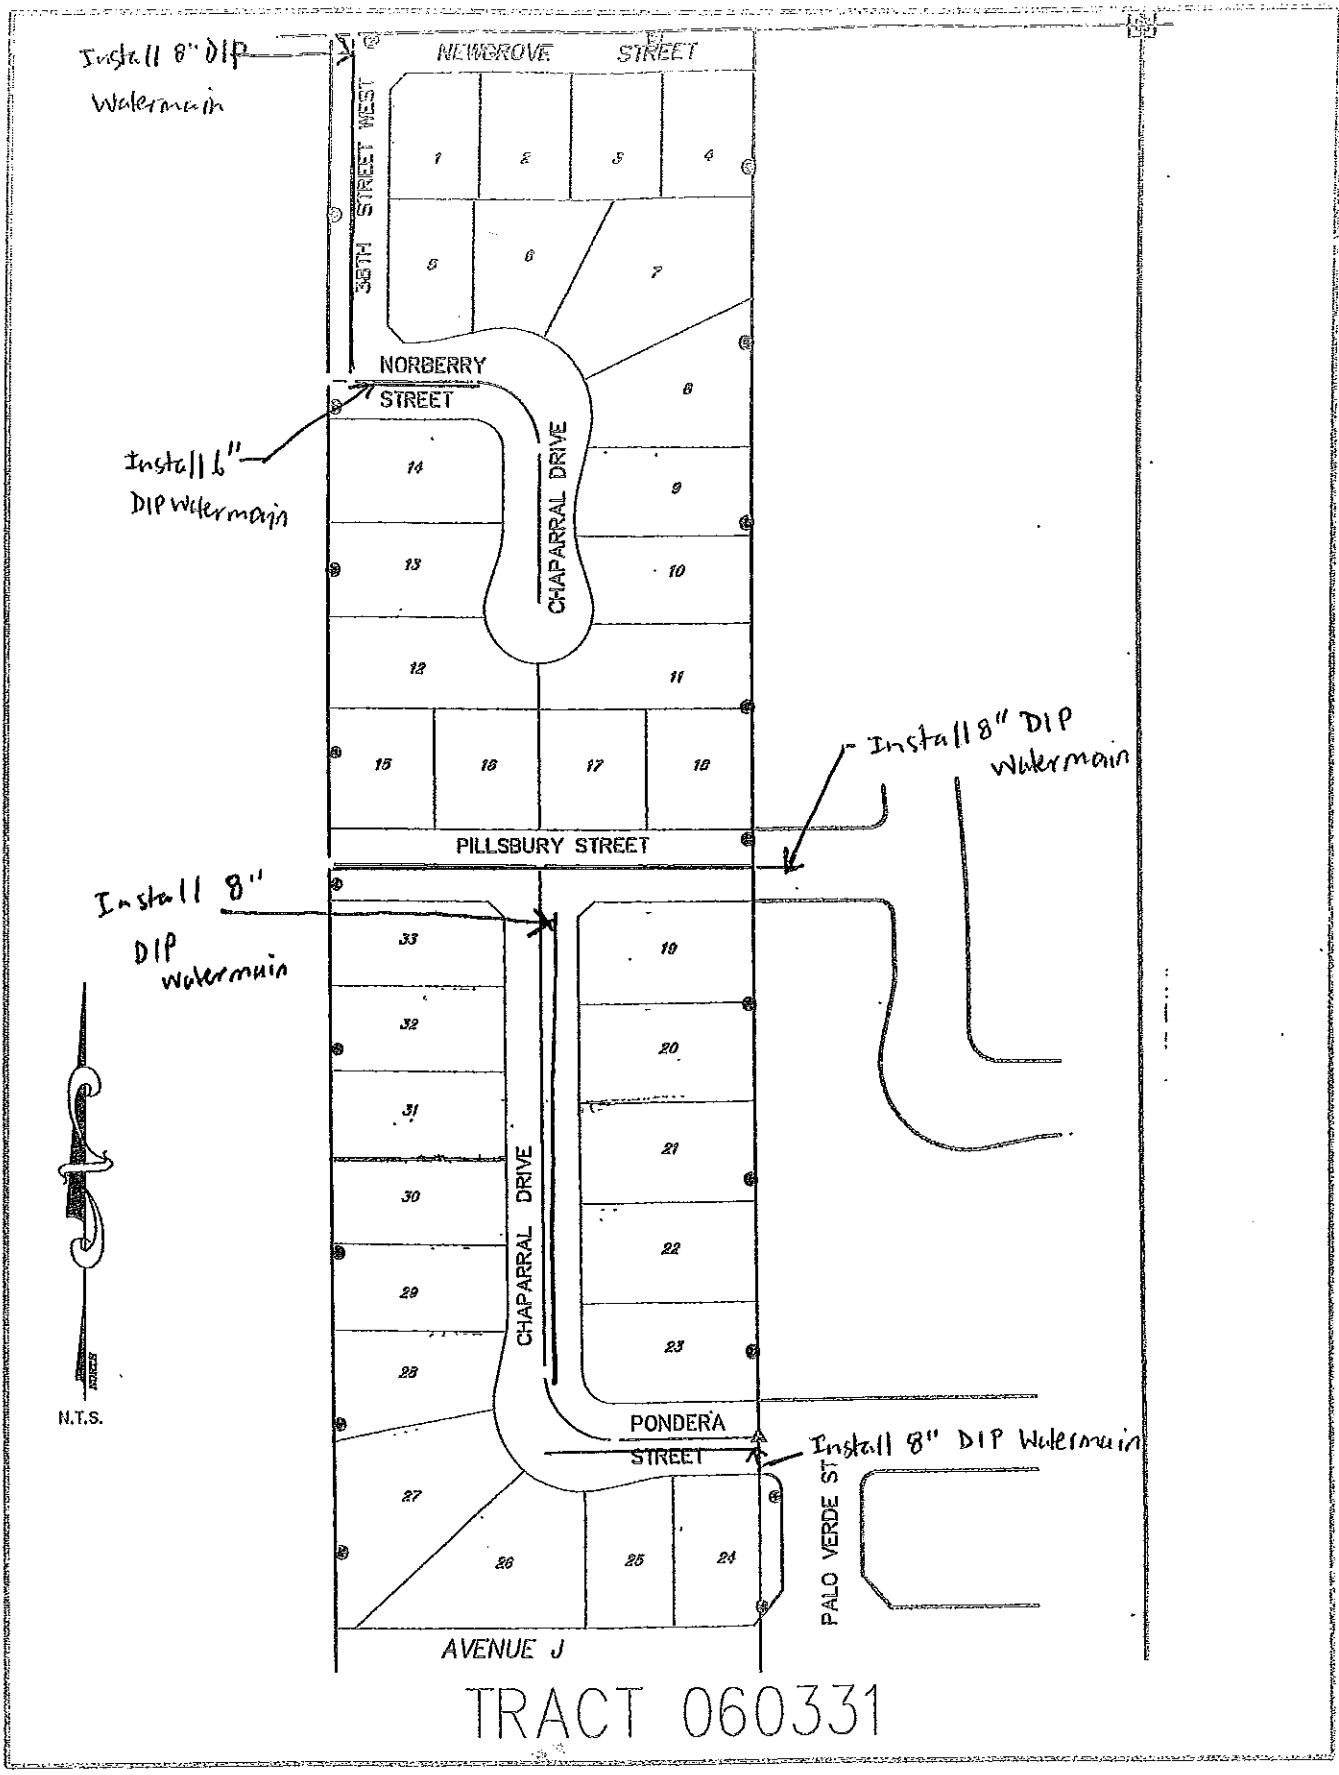 Install 8" DIP
Watermain
NEWGROVE STREET
38TH STREET WEST
1
2
3
4
5
6
7
NORBERRY
STREET
8
Install 6"
DIP Watermain
CHAPARRAL DRIVE
14
9
13
10
12
11
Install 8" DIP
Watermain
15
16
17
18
PILLSBURY STREET
Install 8"
DIP
Watermain
33
19
32
20
31
21
30
22
CHAPARRAL DRIVE
29
23
28
NORTH
N.T.S.
PONDERA
STREET
Install 8" DIP Watermain
PALO VERDE ST
27
26
25
24
AVENUE J
TRACT 060331